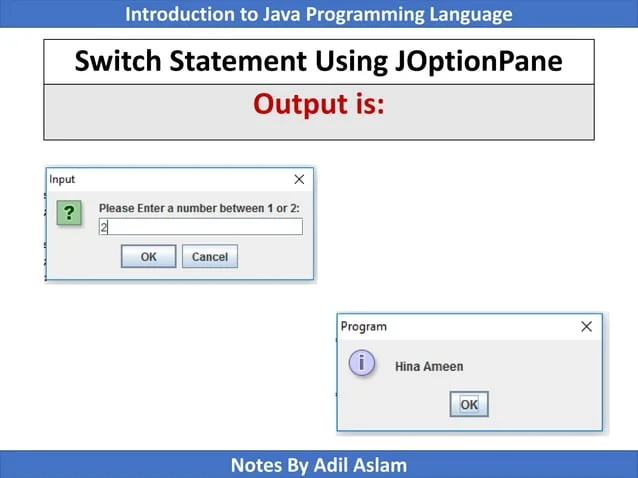 Introduction to Java Programming Language
Switch Statement Using JOptionPane
Output is:
Input
?
Please Enter a number between 1 or 2:
2
OK Cancel
Program
i
Hina Ameen
OK
Notes By Adil Aslam